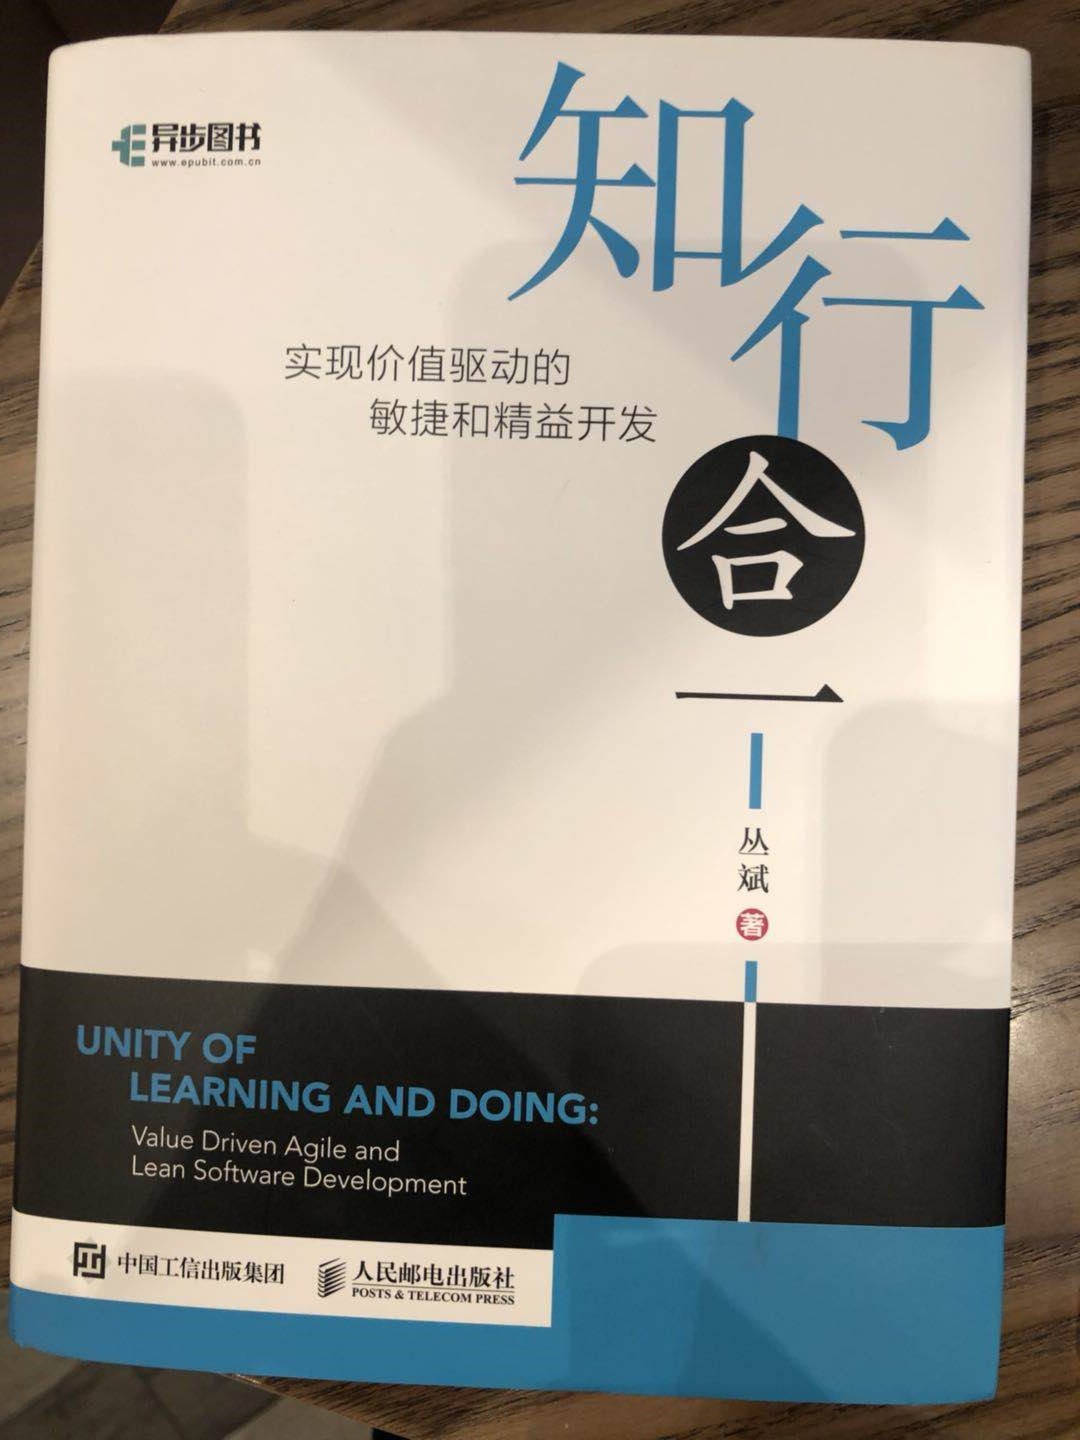 异步图书
www.epubit.com.cn
知行合一
实现价值驱动的
敏捷和精益开发
丛斌 著
UNITY OF
LEARNING AND DOING:
Value Driven Agile and
Lean Software Development
中国工信出版集团
人民邮电出版社
POSTS & TELECOM PRESS